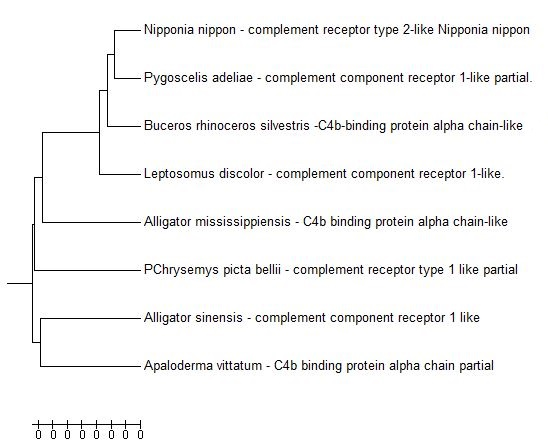 Nipponia nippon - complement receptor type 2-like Nipponia nippon
Pygoscelis adeliae - complement component receptor 1-like partial.
Buceros rhinoceros silvestris -C4b-binding protein alpha chain-like
Leptosomus discolor - complement component receptor 1-like.
Alligator mississippiensis - C4b binding protein alpha chain-like
PChrysemys picta bellii - complement receptor type 1 like partial
Alligator sinensis - complement component receptor 1 like
Apaloderma vittatum - C4b binding protein alpha chain partial
0 0 0 0 0 0 0 0